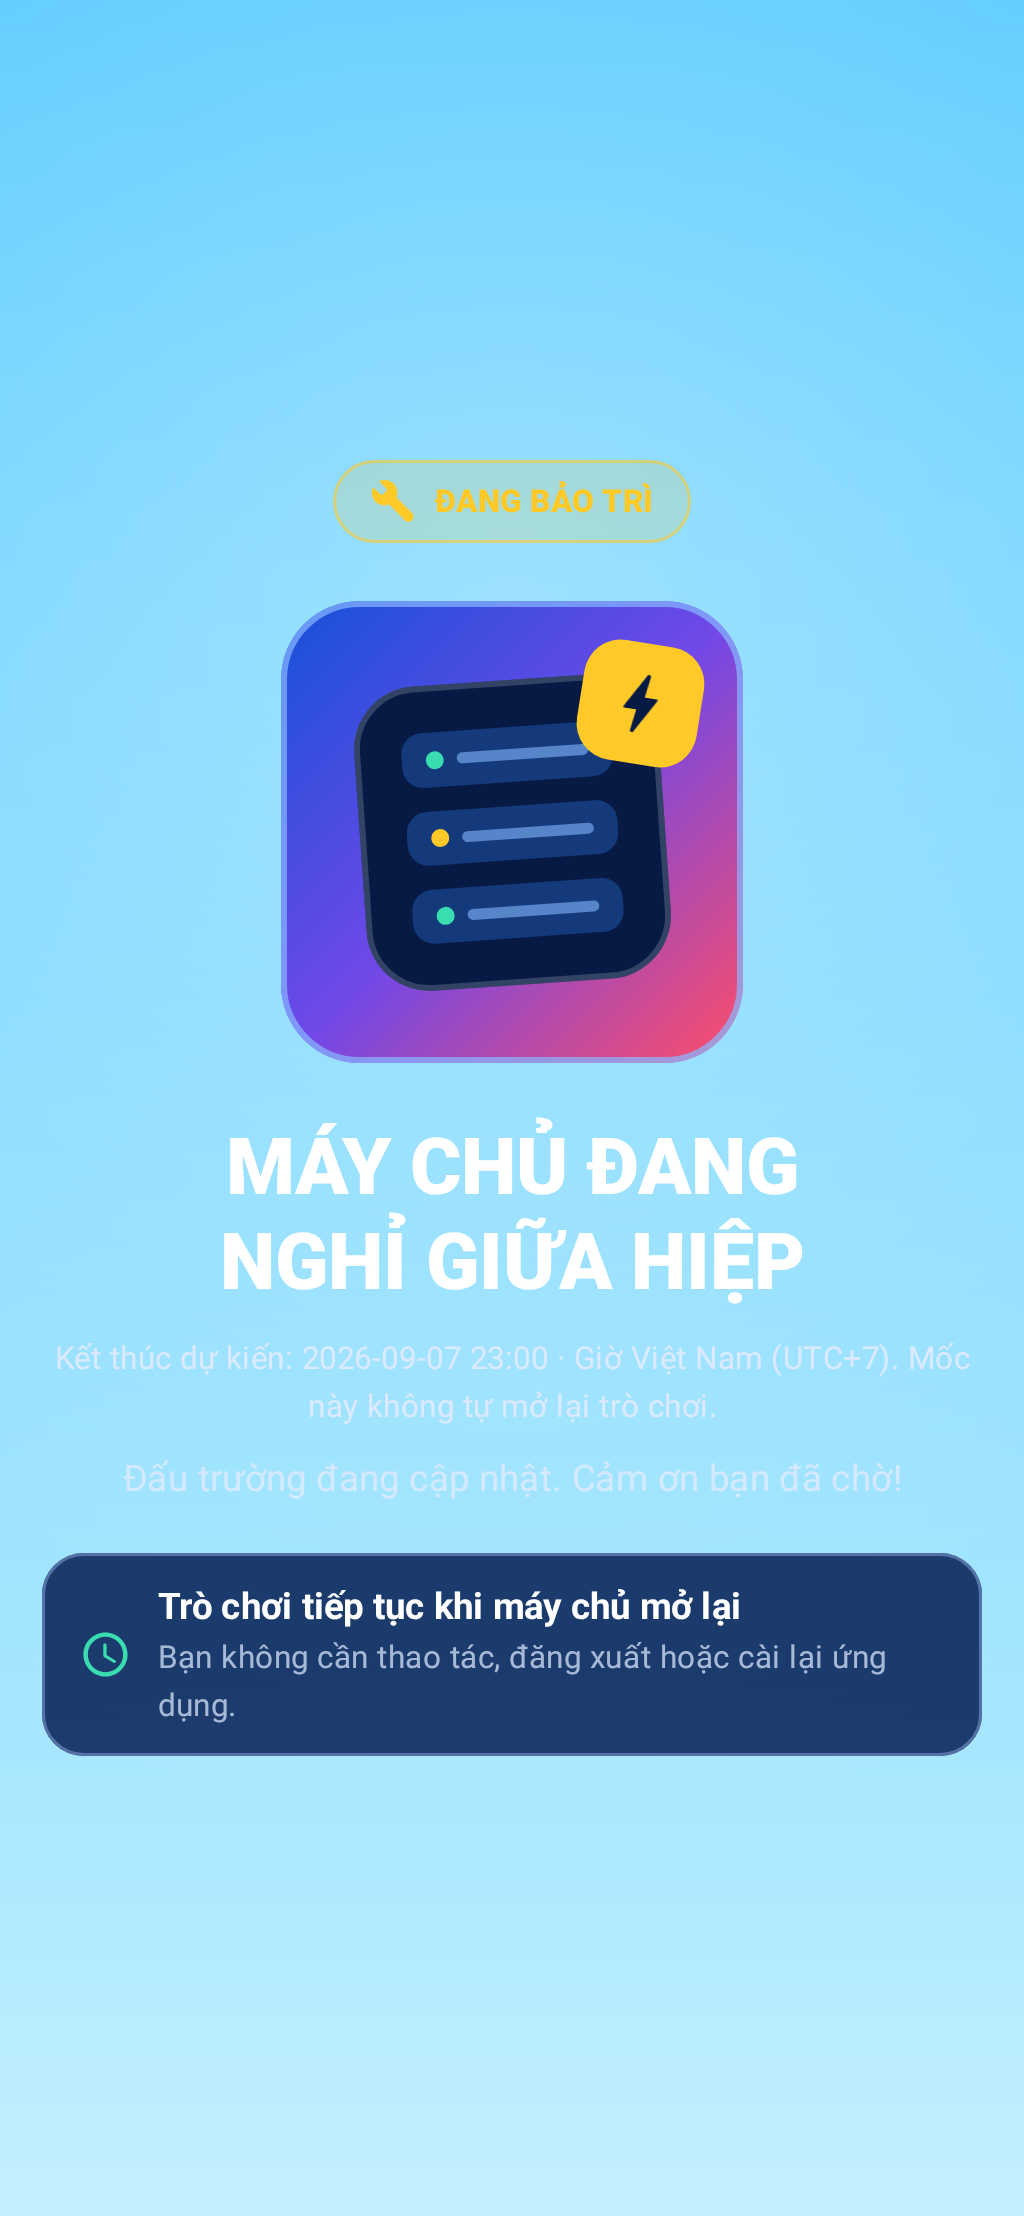 ĐANG BẢO TRÌ
MÁY CHỦ ĐANG
NGHỈ GIỮA HIỆP
Kết thúc dự kiến: 2026-09-07 23:00 · Giờ Việt Nam (UTC+7). Mốc
này không tự mở lại trò chơi.
Đấu trường đang cập nhật. Cảm ơn bạn đã chờ!
Trò chơi tiếp tục khi máy chủ mở lại
Bạn không cần thao tác, đăng xuất hoặc cài lại ứng
dụng.